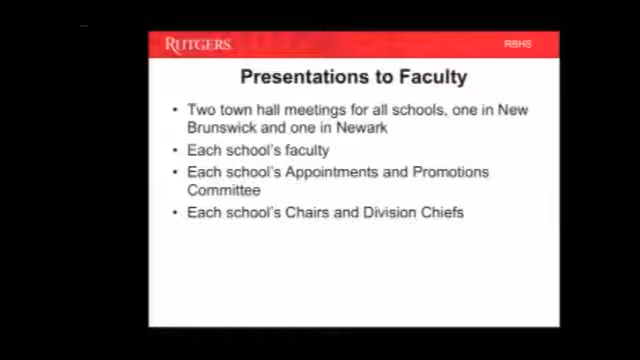 RUTGERS
RBHS
Presentations to Faculty
• Two town hall meetings for all schools, one in New
Brunswick and one in Newark
• Each school's faculty
• Each school's Appointments and Promotions
Committee
• Each school's Chairs and Division Chiefs